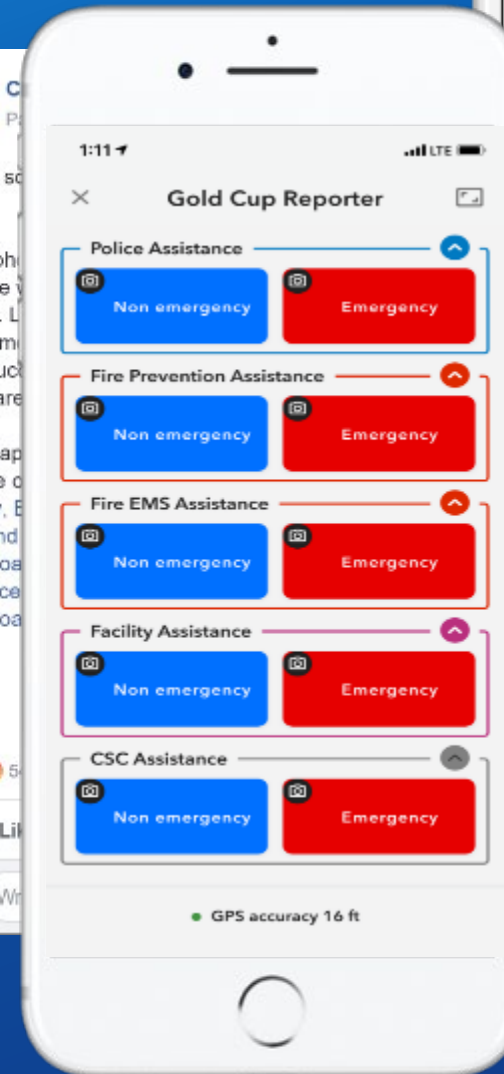 1:11 LTE
Gold Cup Reporter
Police Assistance
Non emergency Emergency
Fire Prevention Assistance
Non emergency Emergency
Fire EMS Assistance
Non emergency Emergency
Facility Assistance
Non emergency Emergency
CSC Assistance
Non emergency Emergency
GPS accuracy 16 ft